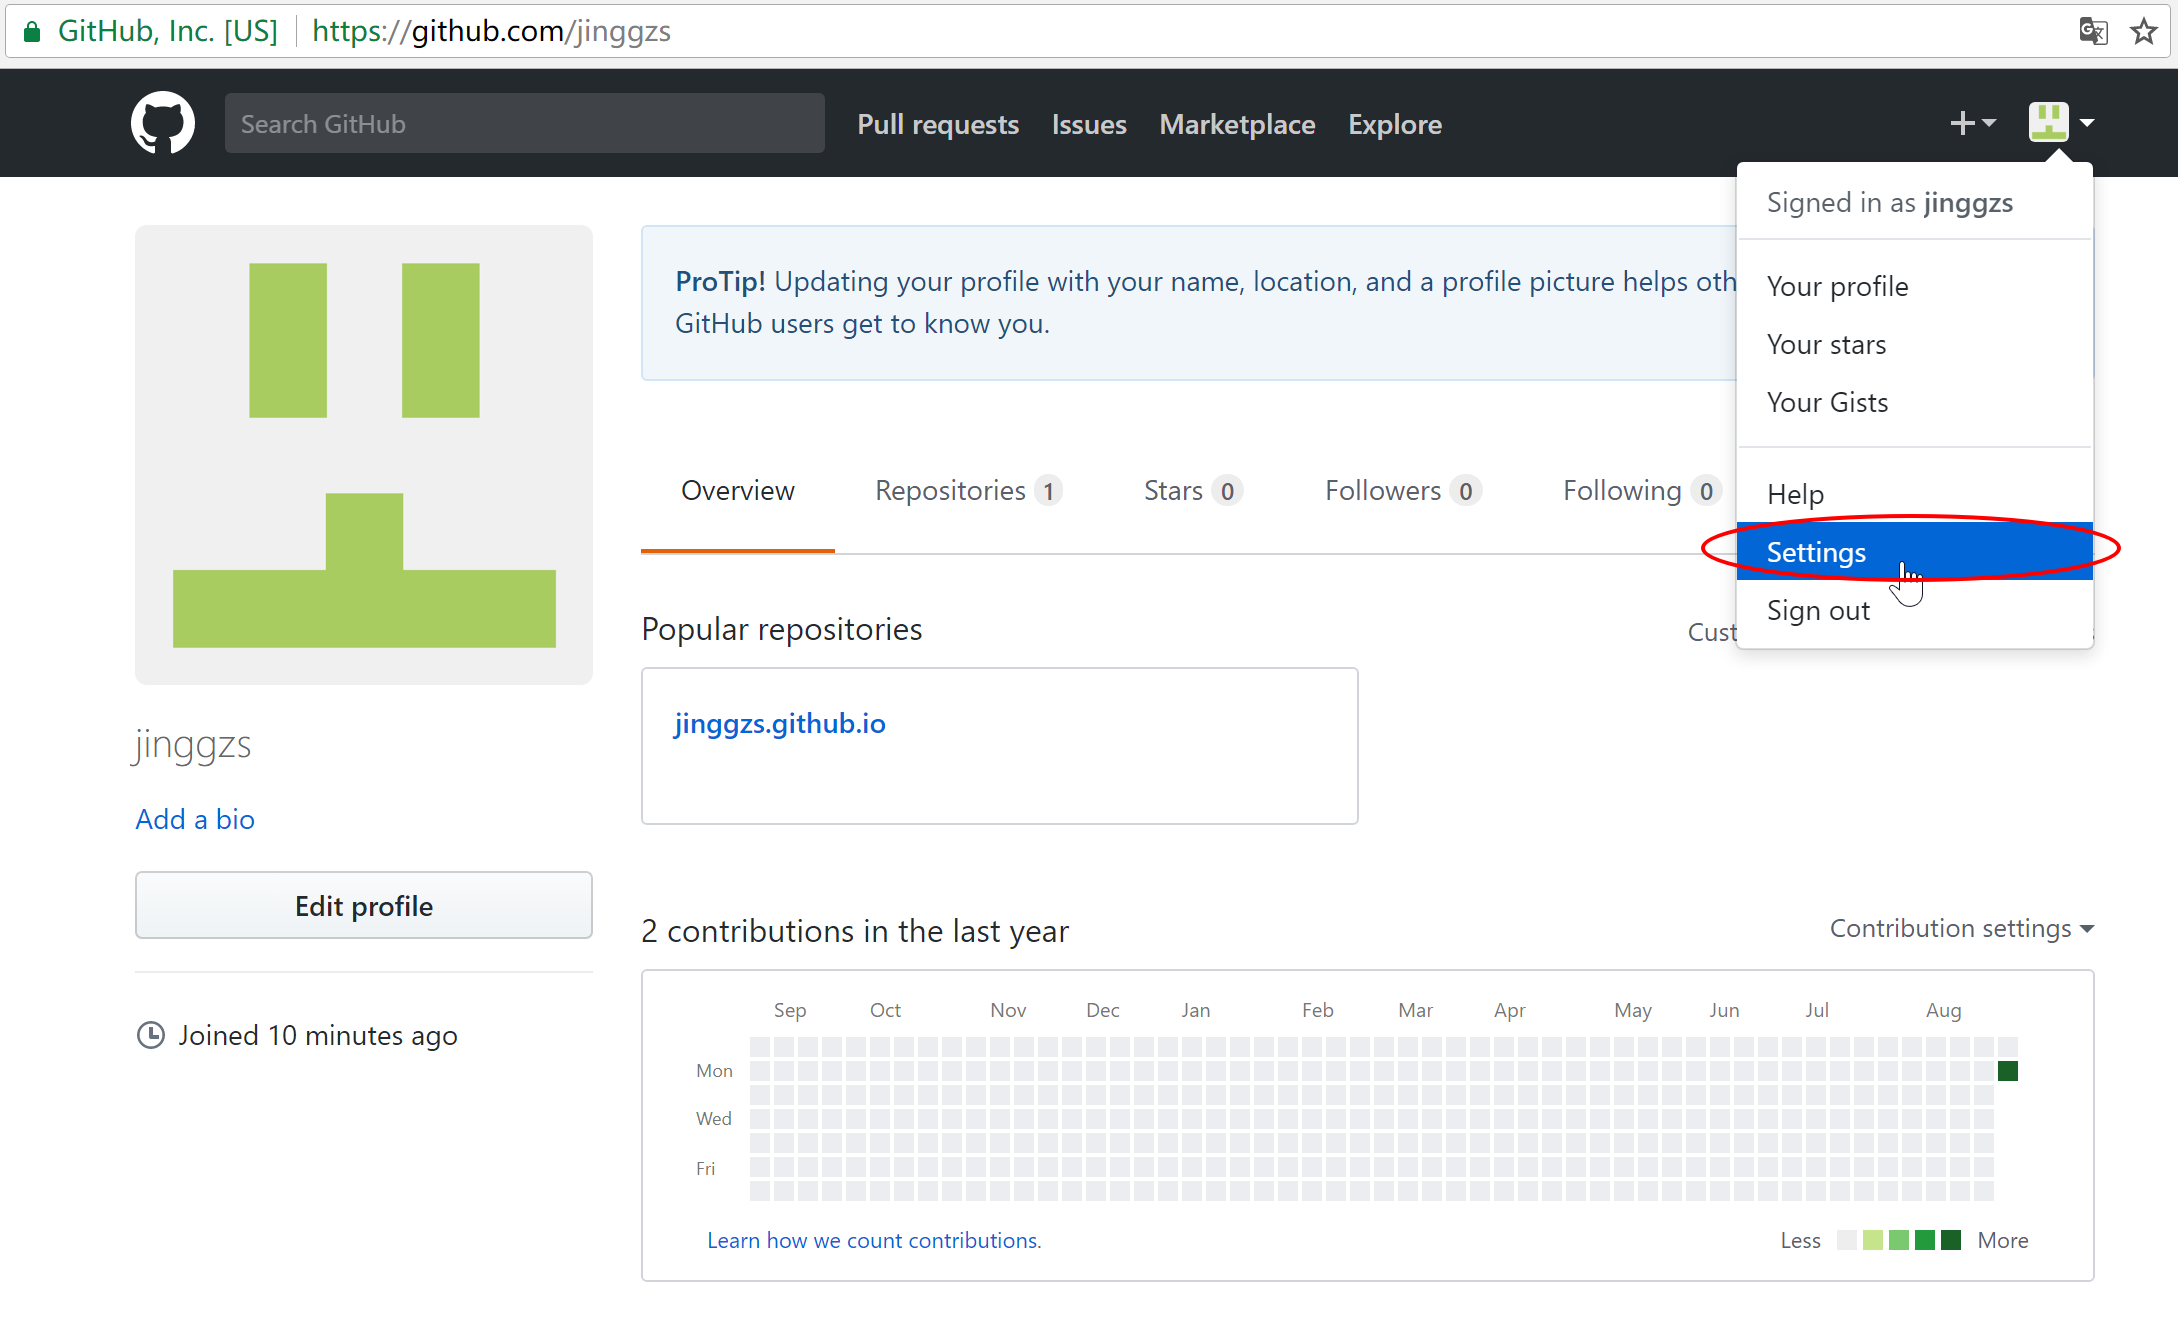 GitHub, Inc. [US] https://github.com/jinggzs
Search GitHub
Pull requests Issues Marketplace Explore
Signed in as jinggzs
Your profile
Your stars
Your Gists
Help
Settings
Sign out
ProTip! Updating your profile with your name, location, and a profile picture helps
GitHub users get to know you.
Overview Repositories 1 Stars 0 Followers 0 Following 0
Popular repositories
jinggzs.github.io
jinggzs
Add a bio
Edit profile
Joined 10 minutes ago
2 contributions in the last year
Contribution settings
Sep Oct Nov Dec Jan Feb Mar Apr May Jun Jul Aug
Mon
Wed
Fri
Learn how we count contributions.
Less More